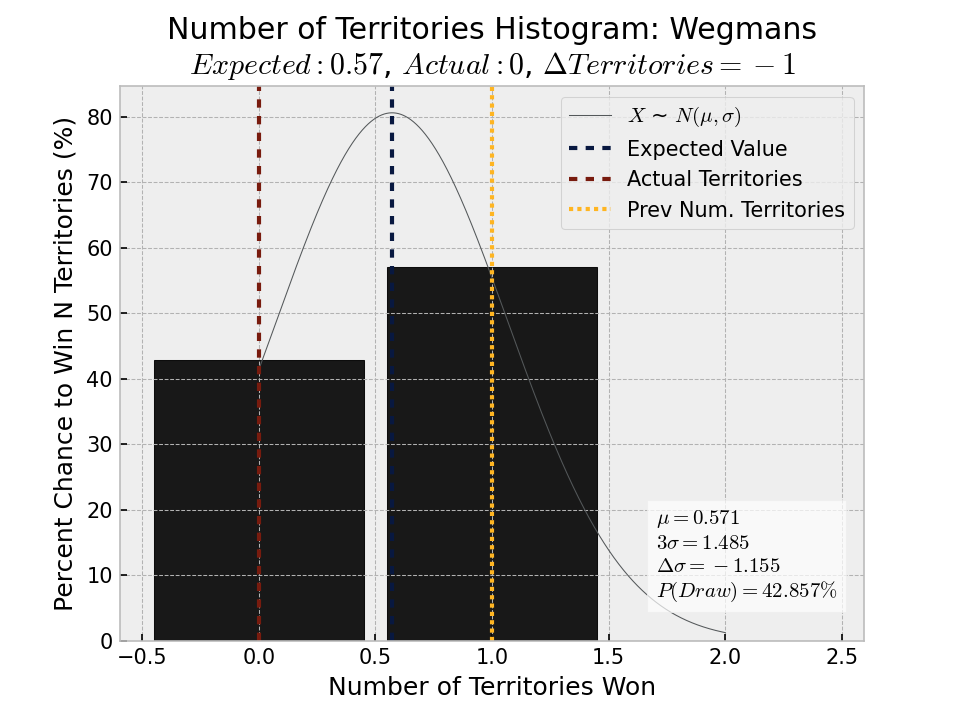 Number of Territories Histogram: Wegmans
Expected : 0.57, Actual : 0, ΔTerritories = −1
Percent Chance to Win N Territories (%)
80
70
60
50
40
30
20
10
0
X ~ N(μ, σ)
Expected Value
Actual Territories
Prev Num. Territories
μ = 0.571
3σ = 1.485
Δσ = −1.155
P(Draw) = 42.857%
−0.5 0.0 0.5 1.0 1.5 2.0 2.5
Number of Territories Won